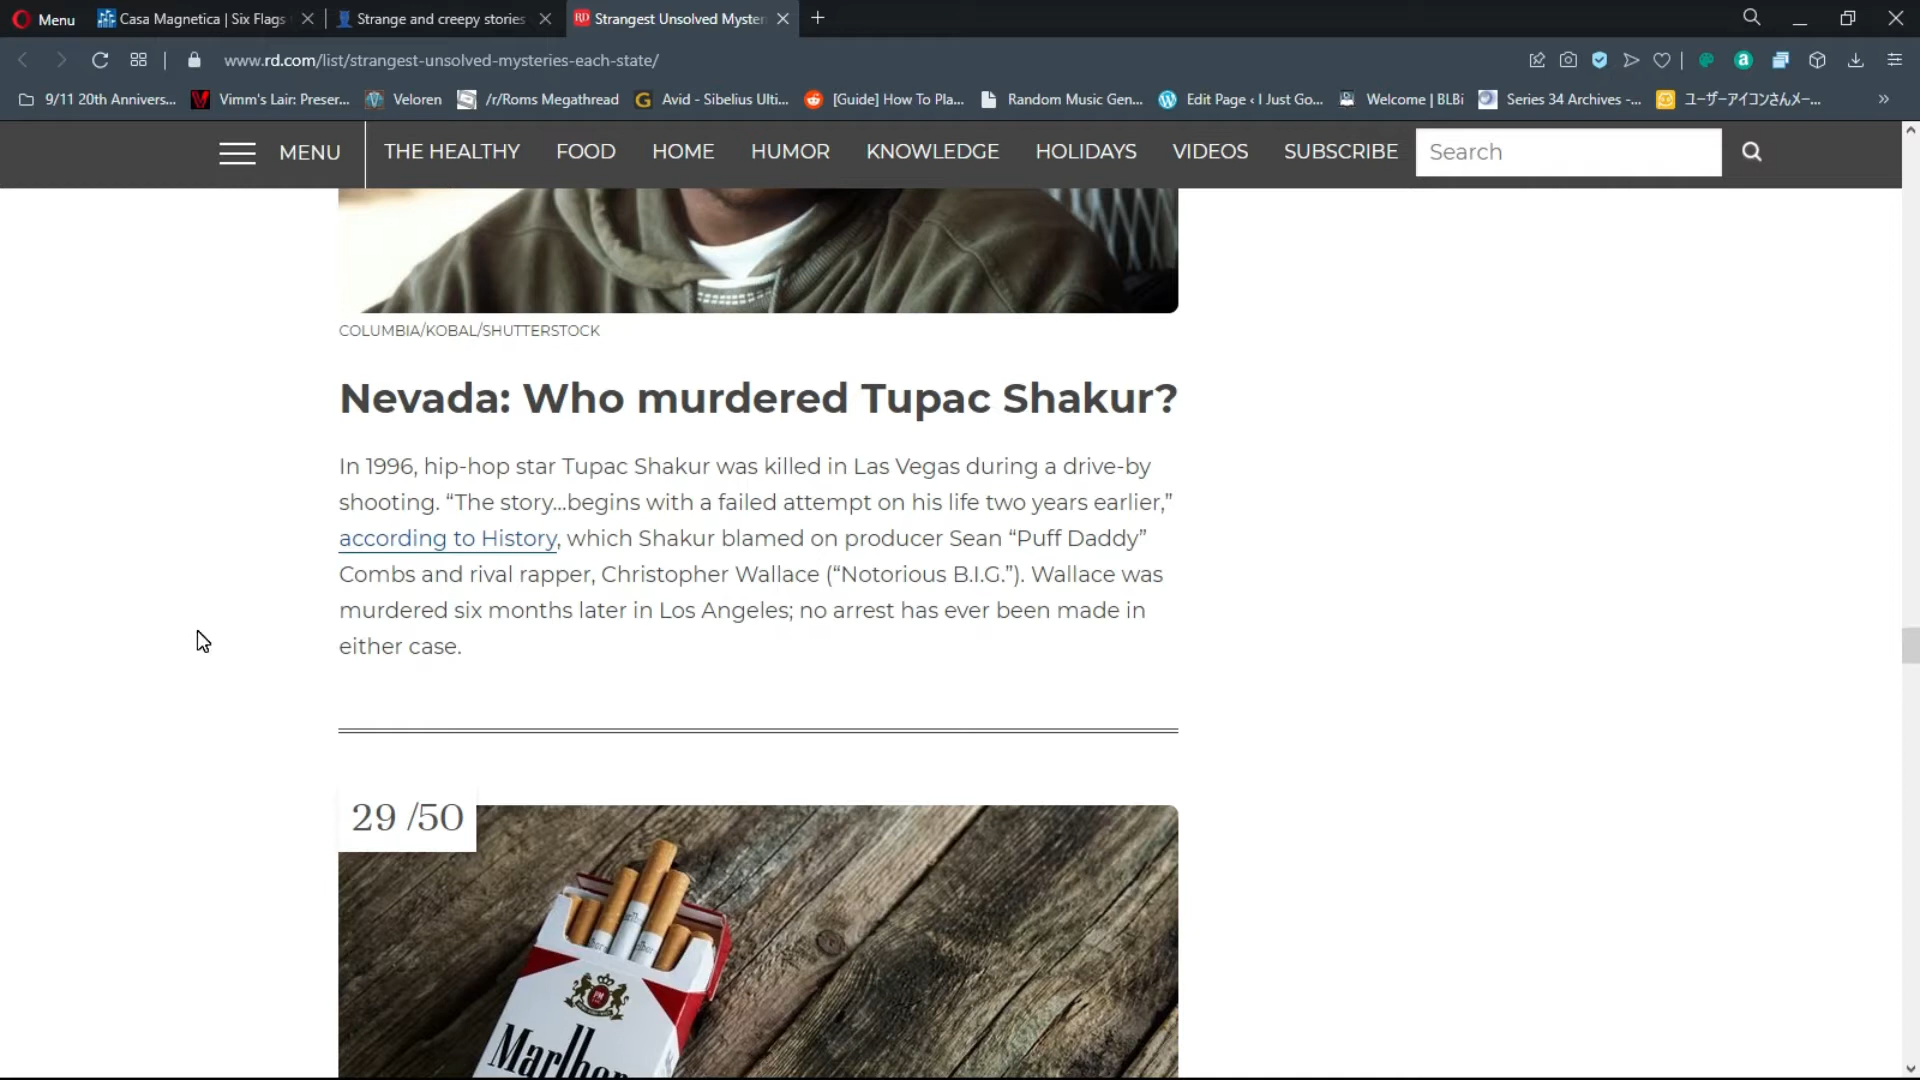 Menu
Casa Magnetica | Six Flags
Strange and creepy stories
RD
Strangest Unsolved Myster
www.rd.com/list/strangest-unsolved-mysteries-each-state/
9/11 20th Annivers...
Vimm's Lair: Preser...
Veloren
/r/Roms Megathread
Avid - Sibelius Ulti...
[Guide] How To Pla...
Random Music Gen...
Edit Page ‹ I Just Go...
Welcome | BLBi
Series 34 Archives -...
ユーザーアイコンさんメー...
MENU
THE HEALTHY
FOOD
HOME
HUMOR
KNOWLEDGE
HOLIDAYS
VIDEOS
SUBSCRIBE
Search
COLUMBIA/KOBAL/SHUTTERSTOCK
Nevada: Who murdered Tupac Shakur?
In 1996, hip-hop star Tupac Shakur was killed in Las Vegas during a drive-by
shooting. “The story...begins with a failed attempt on his life two years earlier,”
according to History, which Shakur blamed on producer Sean “Puff Daddy”
Combs and rival rapper, Christopher Wallace (“Notorious B.I.G.”). Wallace was
murdered six months later in Los Angeles; no arrest has ever been made in
either case.
29 /50
Marlboro